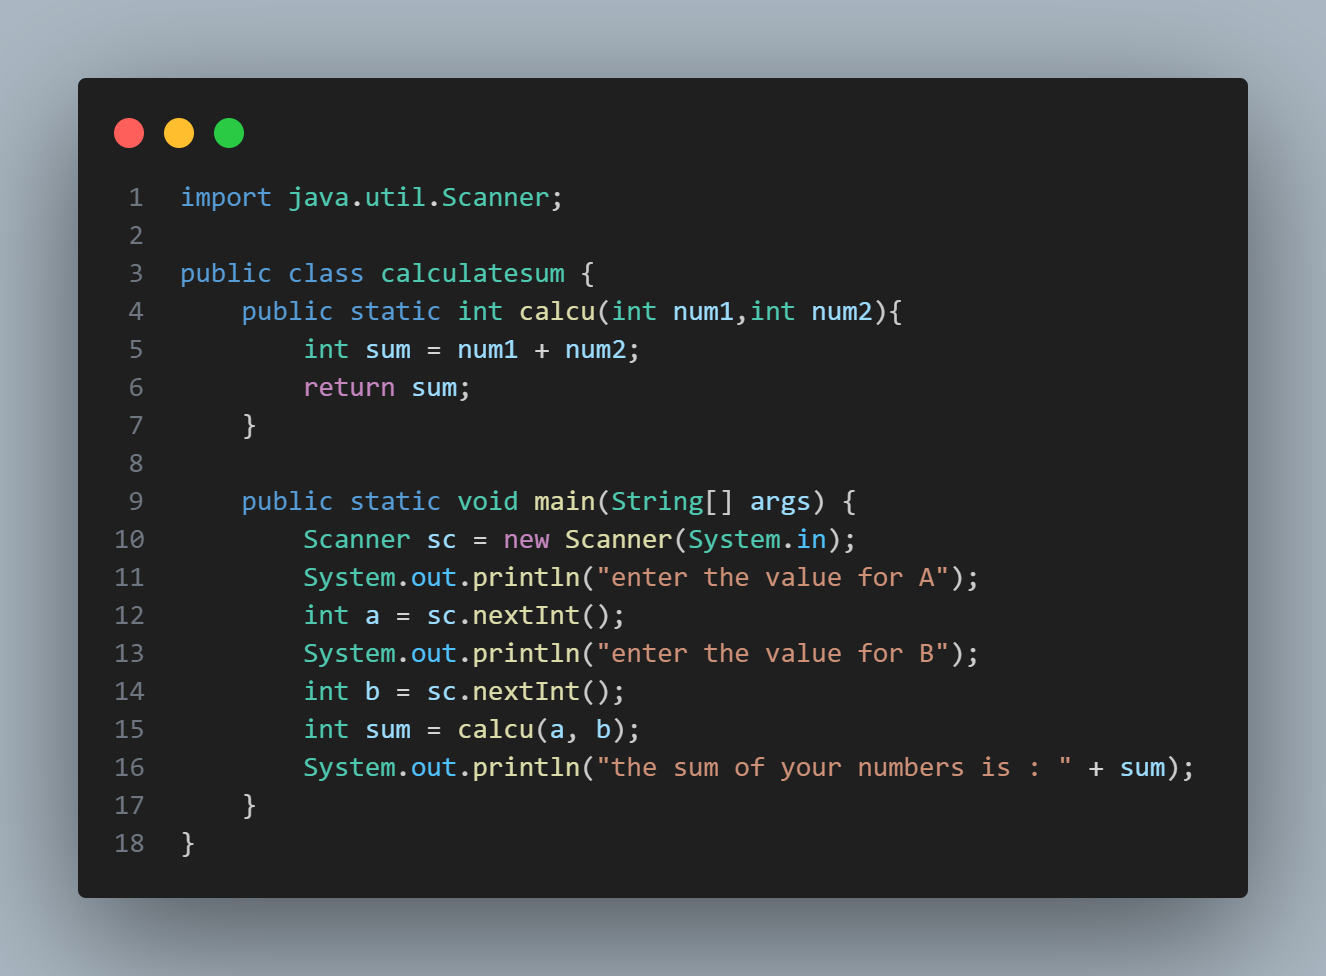 1 import java.util.Scanner;
2
3 public class calculatesum {
4     public static int calcu(int num1,int num2){
5         int sum = num1 + num2;
6         return sum;
7     }
8
9     public static void main(String[] args) {
10         Scanner sc = new Scanner(System.in);
11         System.out.println("enter the value for A");
12         int a = sc.nextInt();
13         System.out.println("enter the value for B");
14         int b = sc.nextInt();
15         int sum = calcu(a, b);
16         System.out.println("the sum of your numbers is : " + sum);
17     }
18 }